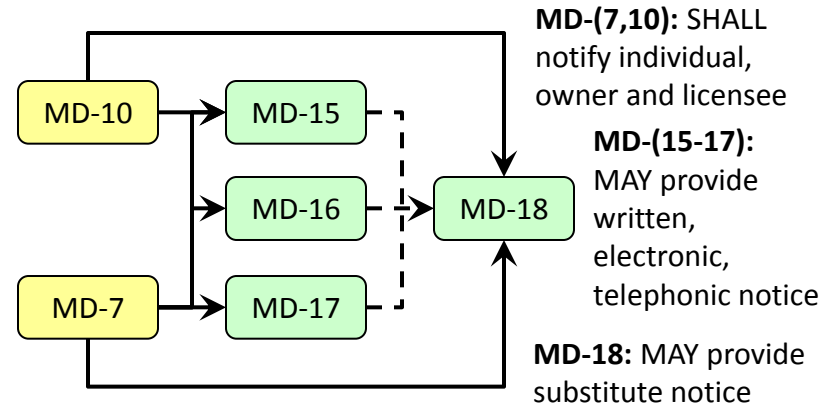 MD-(7,10): SHALL
notify individual,
owner and licensee
MD-10
MD-15
MD-(15-17):
MAY provide
written,
electronic,
telephonic notice
MD-16
MD-18
MD-7
MD-17
MD-18: MAY provide
substitute notice